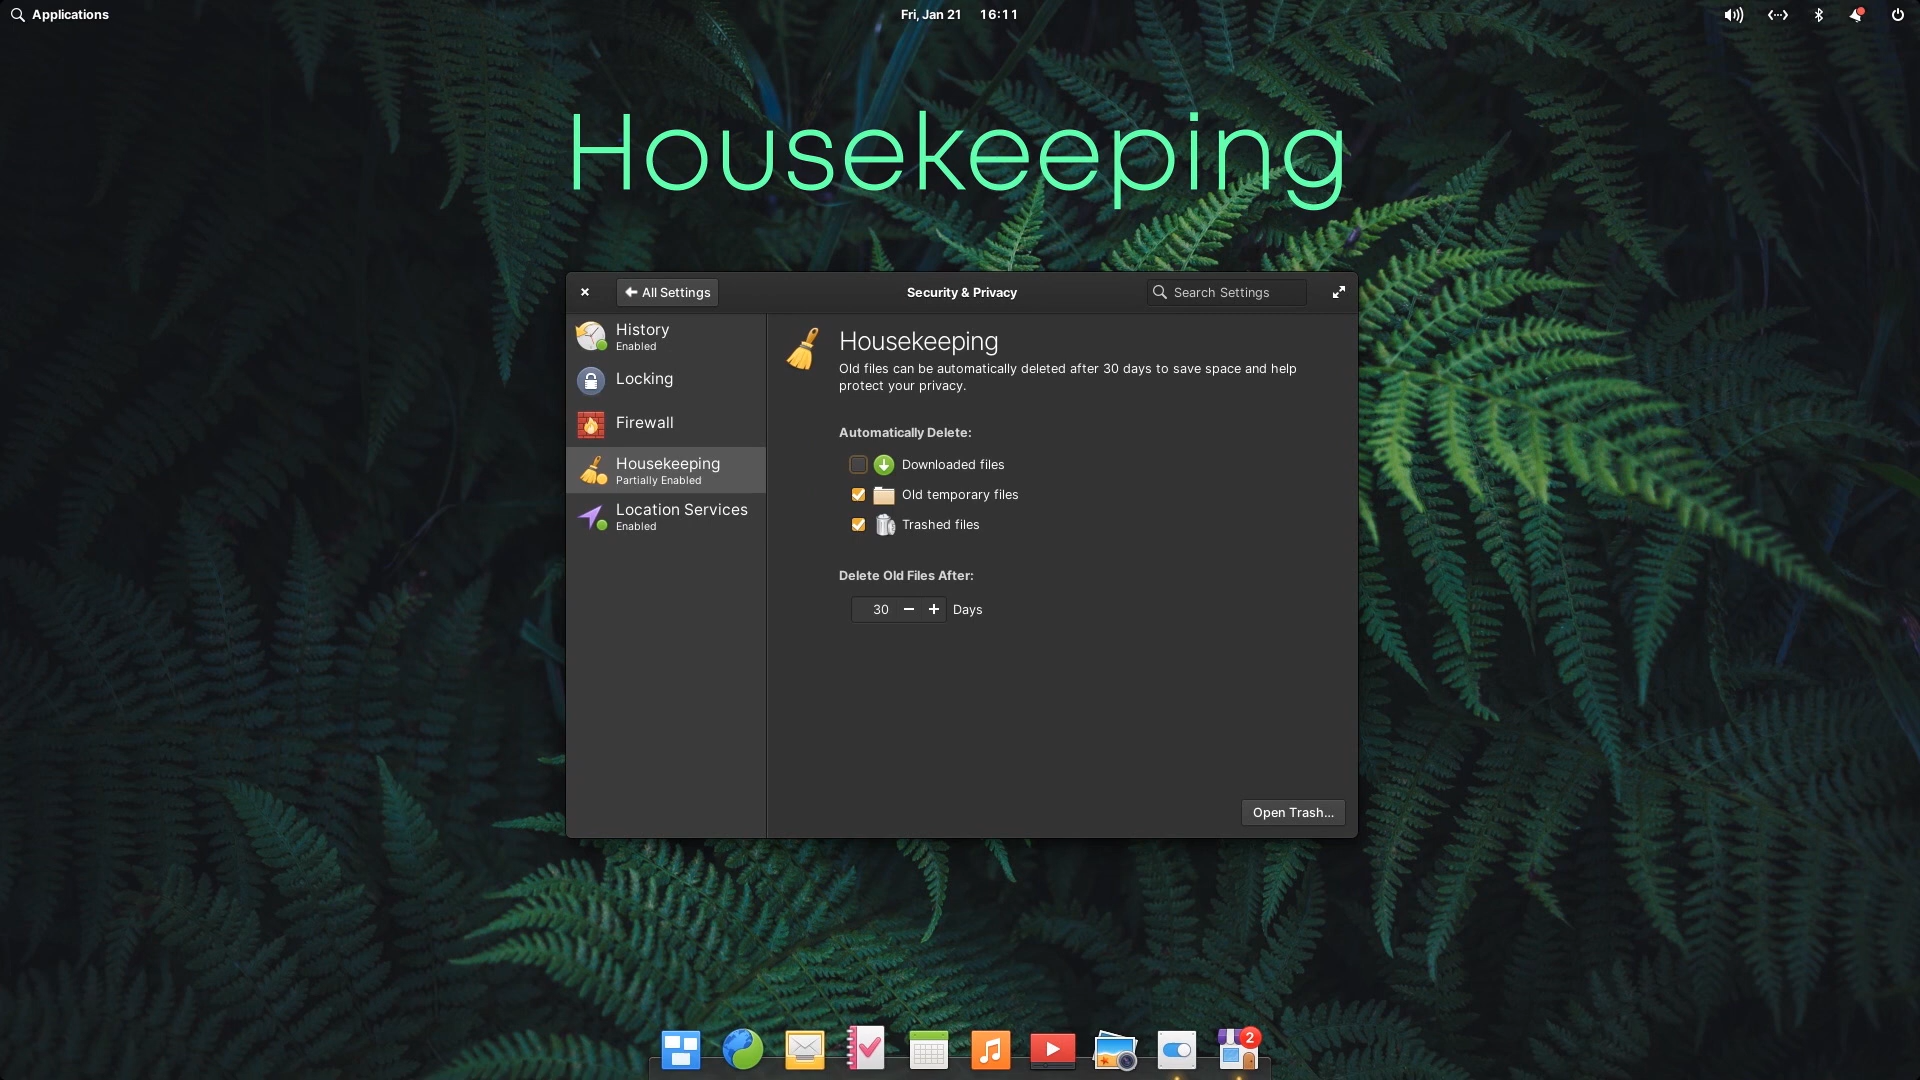 Applications
Fri, Jan 21 16:11
Housekeeping
All Settings
Security & Privacy
Search Settings
History
Enabled
Locking
Firewall
Housekeeping
Partially Enabled
Location Services
Enabled
Housekeeping
Old files can be automatically deleted after 30 days to save space and help
protect your privacy.
Automatically Delete:
Downloaded files
Old temporary files
Trashed files
Delete Old Files After:
30 Days
Open Trash...
2